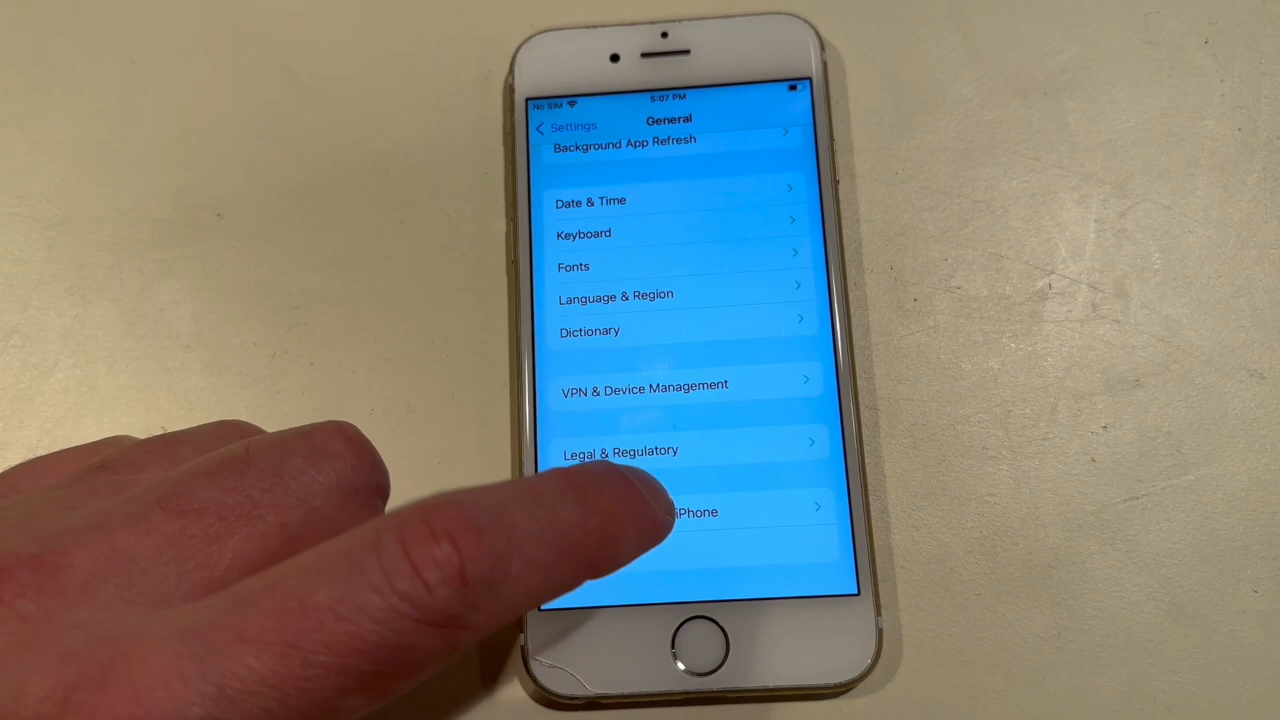 No SIM 5:07 PM
Settings General
Background App Refresh
Date & Time
Keyboard
Fonts
Language & Region
Dictionary
VPN & Device Management
Legal & Regulatory
iPhone